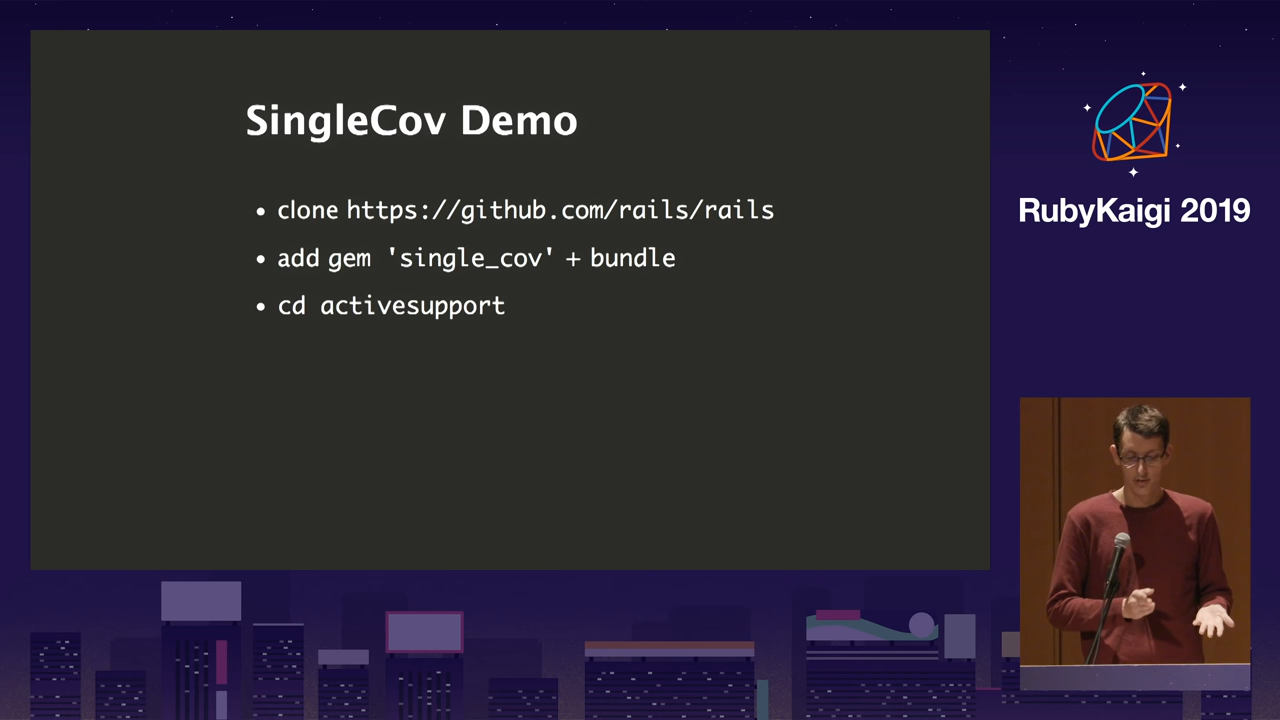 SingleCov Demo
• clone https://github.com/rails/rails
• add gem 'single_cov' + bundle
• cd activesupport
RubyKaigi 2019